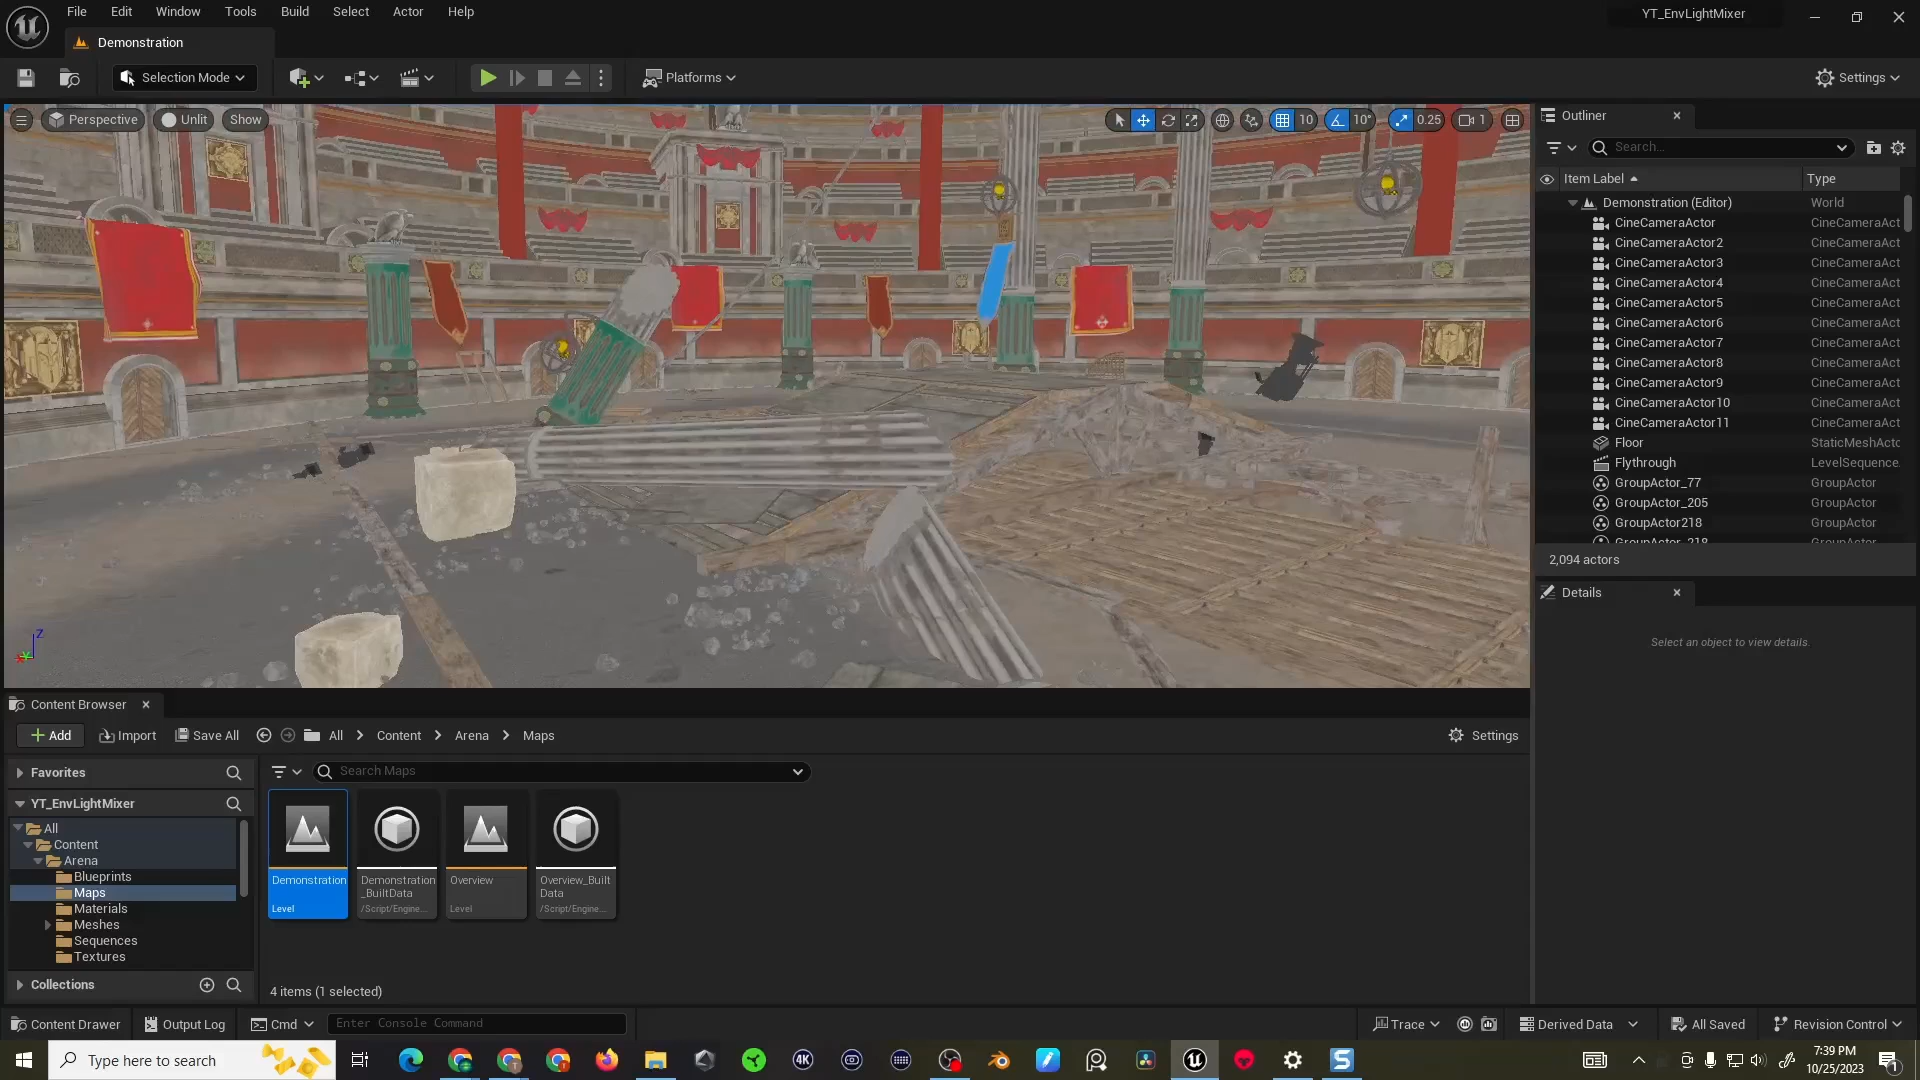 File Edit Window Tools Build Select Actor Help
YT_EnvLightMixer
Demonstration
Selection Mode
Platforms
Settings
Perspective Unlit Show
10 10° 0.25 1
Outliner
Search...
Item Label Type
Demonstration (Editor) World
CineCameraActor CineCameraAct
CineCameraActor2 CineCameraAct
CineCameraActor3 CineCameraAct
CineCameraActor4 CineCameraAct
CineCameraActor5 CineCameraAct
CineCameraActor6 CineCameraAct
CineCameraActor7 CineCameraAct
CineCameraActor8 CineCameraAct
CineCameraActor9 CineCameraAct
CineCameraActor10 CineCameraAct
CineCameraActor11 CineCameraAct
Floor StaticMeshActo
Flythrough LevelSequence
GroupActor_77 GroupActor
GroupActor_205 GroupActor
GroupActor218 GroupActor
GroupActor_218 GroupActor
2,094 actors
Details
Select an object to view details.
Z
Content Browser
Add Import Save All All Content Arena Maps Settings
Favorites
Search Maps
YT_EnvLightMixer
All
Content
Arena
Blueprints
Maps
Materials
Meshes
Sequences
Textures
Collections
Demonstration
Level
Demonstration
_BuiltData
/Script/Engine...
Overview
Level
Overview_Built
Data
/Script/Engine...
4 items (1 selected)
Content Drawer Output Log Cmd Enter Console Command Trace Derived Data All Saved Revision Control
Type here to search
4K
7:39 PM
10/25/2023
1